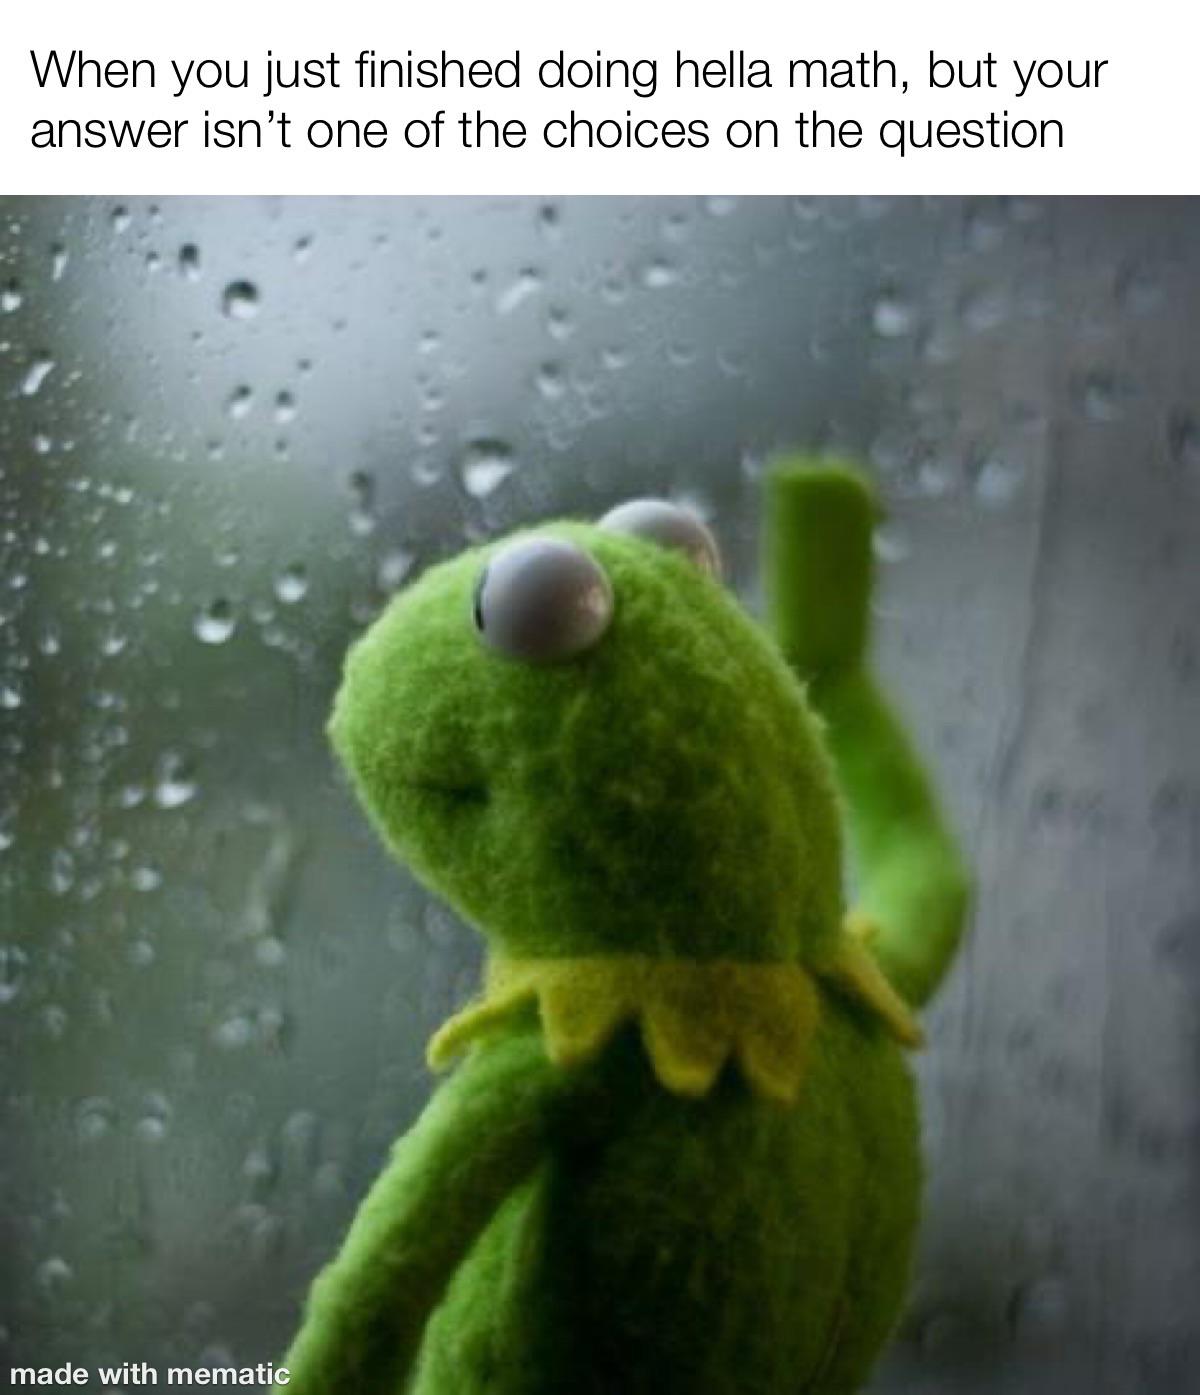 When you just finished doing hella math, but your
answer isn’t one of the choices on the question
made with mematic